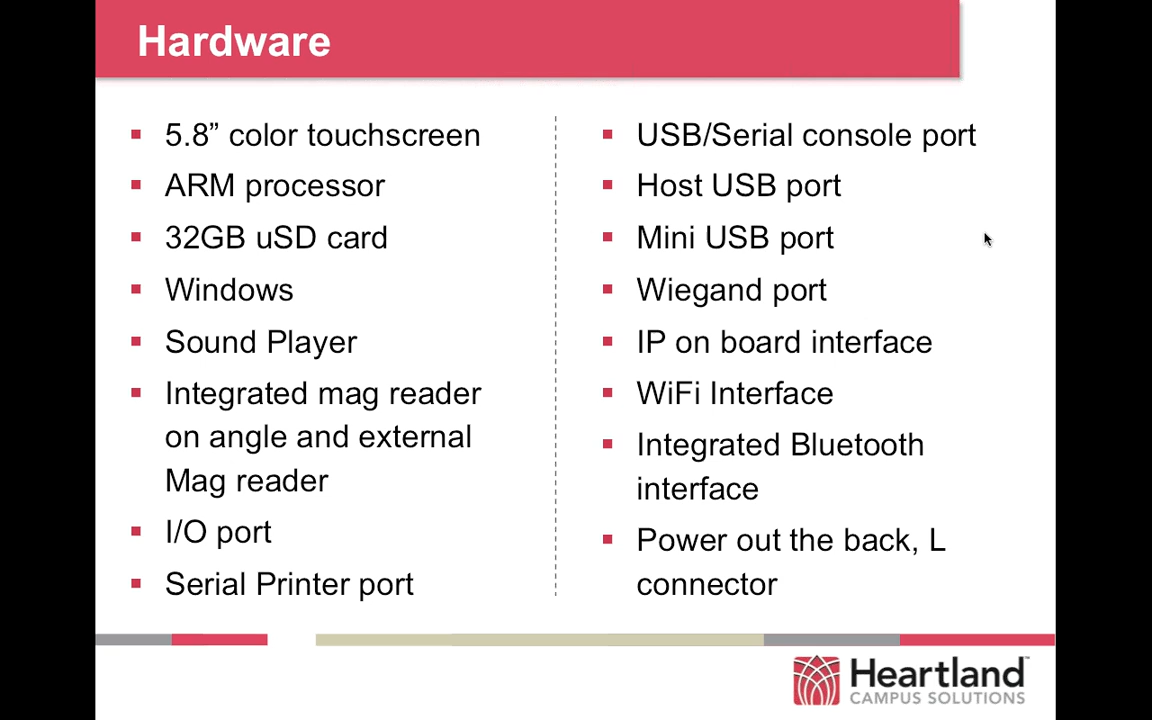 Hardware
5.8” color touchscreen
ARM processor
32GB uSD card
Windows
Sound Player
Integrated mag reader
on angle and external
Mag reader
I/O port
Serial Printer port
USB/Serial console port
Host USB port
Mini USB port
Wiegand port
IP on board interface
WiFi Interface
Integrated Bluetooth
interface
Power out the back, L
connector
Heartland™
CAMPUS SOLUTIONS